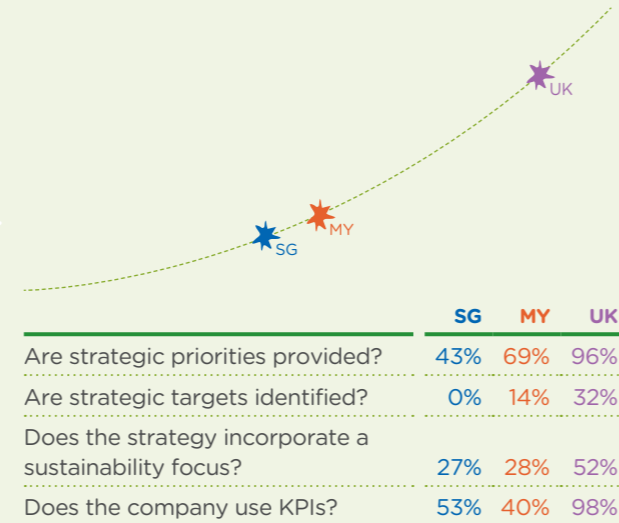 UK
MY
SG
SG MY UK
Are strategic priorities provided? 43% 69% 96%
Are strategic targets identified? 0% 14% 32%
Does the strategy incorporate a
sustainability focus? 27% 28% 52%
Does the company use KPIs? 53% 40% 98%